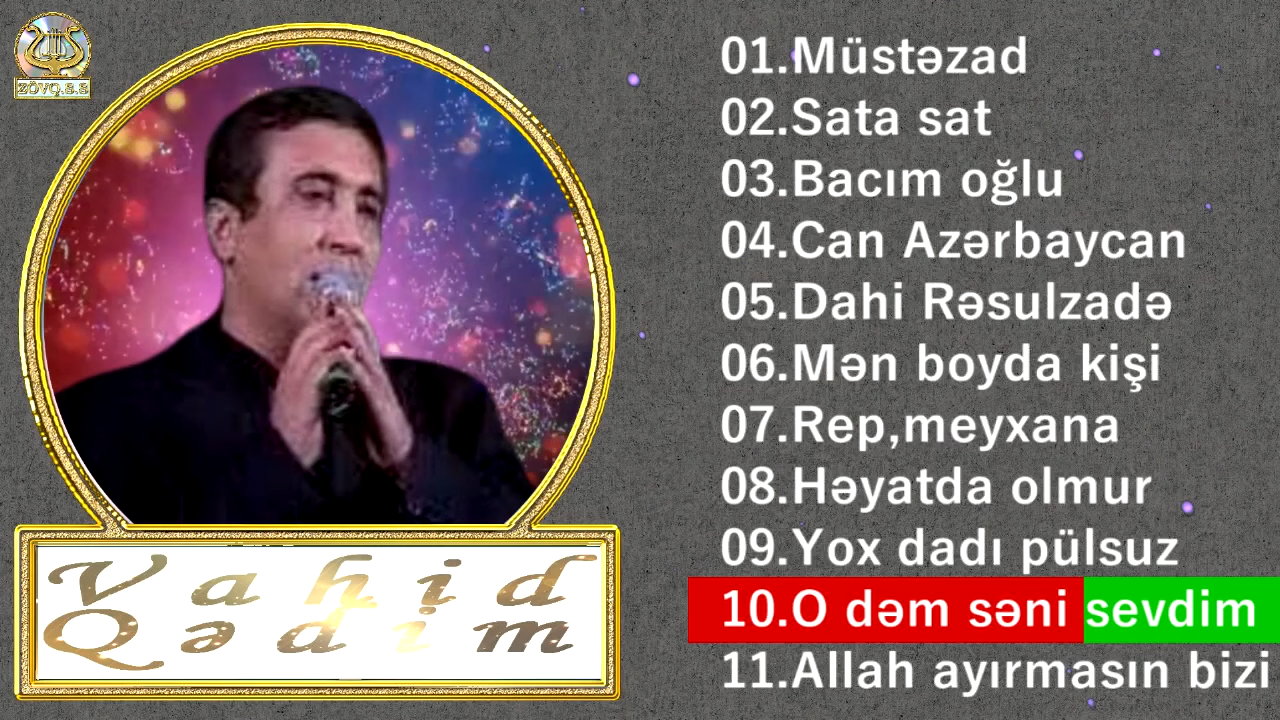 ZÖVQ.S.S
Vahid
Qədim
01.Müstəzad
02.Sata sat
03.Bacım oğlu
04.Can Azərbaycan
05.Dahi Rəsulzadə
06.Mən boyda kişi
07.Rep,meyxana
08.Həyatda olmur
09.Yox dadı pülsuz
10.O dəm səni sevdim
11.Allah ayırmasın bizi